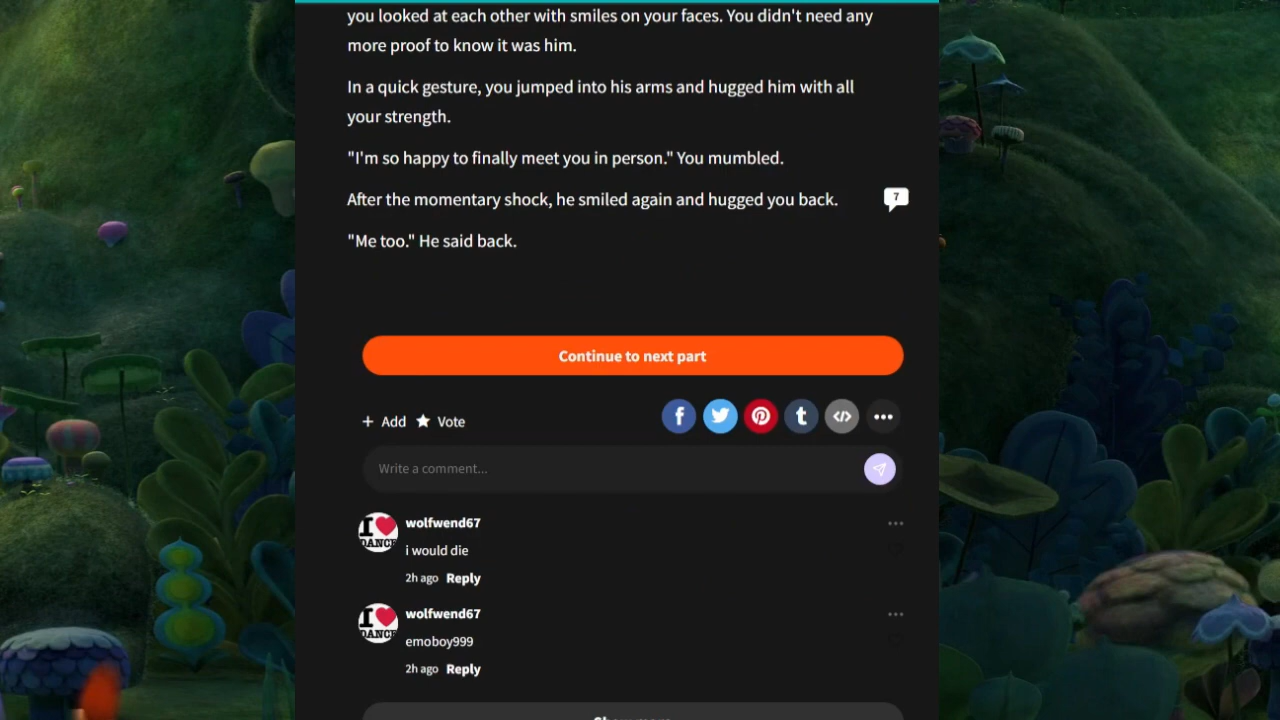 you looked at each other with smiles on your faces. You didn't need any
more proof to know it was him.
In a quick gesture, you jumped into his arms and hugged him with all
your strength.
"I'm so happy to finally meet you in person." You mumbled.
After the momentary shock, he smiled again and hugged you back.
7
"Me too." He said back.
Continue to next part
+ Add ★ Vote
f t </> •••
Write a comment...
I ❤ DANCE
wolfwend67
i would die
2h ago Reply
I ❤ DANCE
wolfwend67
emoboy999
2h ago Reply
Show more